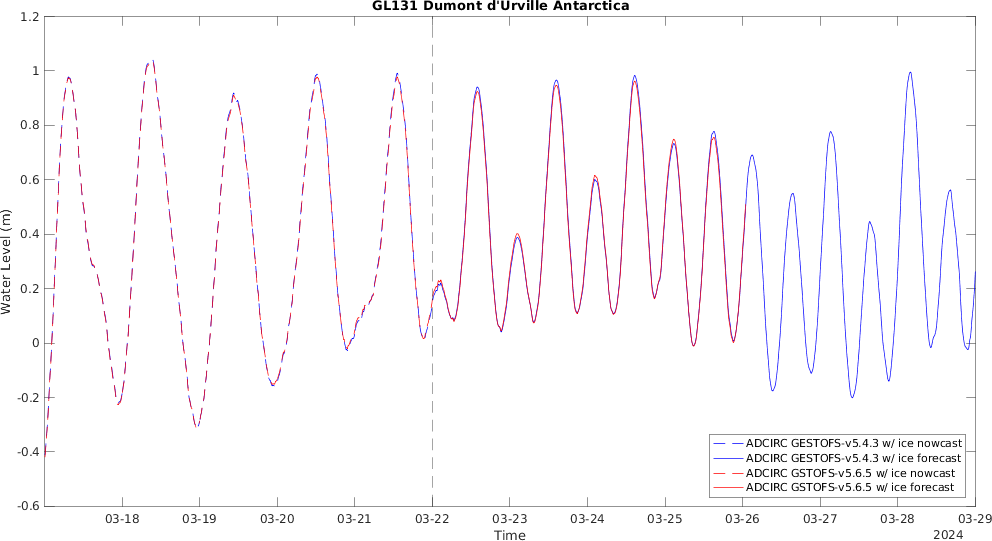 GL131 Dumont d'Urville Antarctica
1.2
1
0.8
0.6
0.4
0.2
0
-0.2
-0.4
-0.6
Water Level (m)
ADCIRC GESTOFS-v5.4.3 w/ ice nowcast
ADCIRC GESTOFS-v5.4.3 w/ ice forecast
ADCIRC GSTOFS-v5.6.5 w/ ice nowcast
ADCIRC GSTOFS-v5.6.5 w/ ice forecast
03-18 03-19 03-20 03-21 03-22 03-23 03-24 03-25 03-26 03-27 03-28 03-29
Time
2024